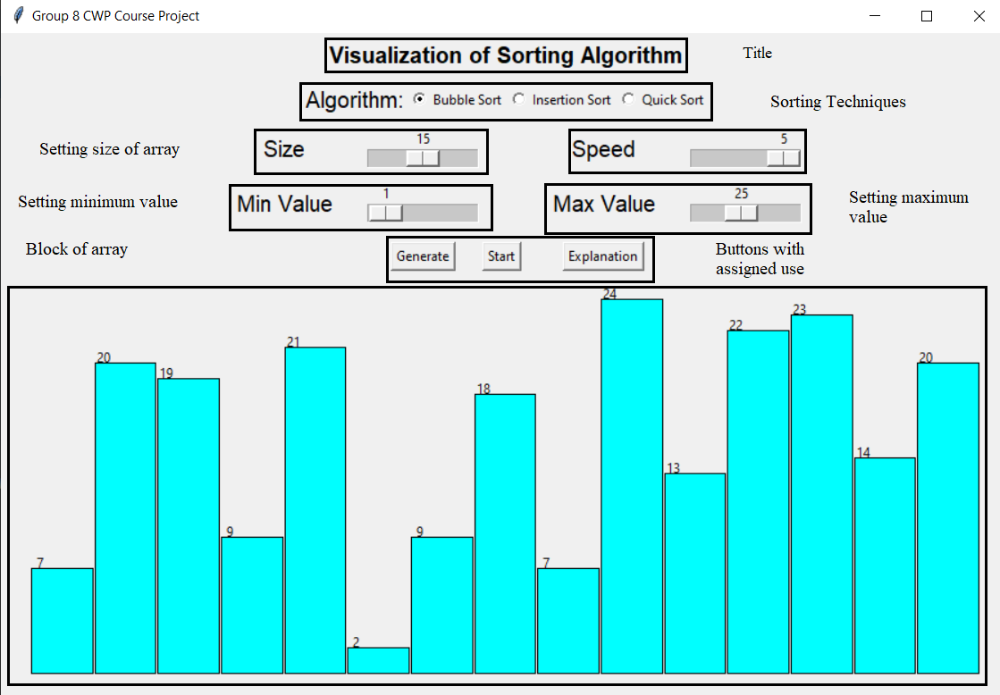 Group 8 CWP Course Project
Visualization of Sorting Algorithm
Title
Algorithm: Bubble Sort Insertion Sort Quick Sort
Sorting Techniques
Setting size of array
Size 15
Speed 5
Setting minimum value
Min Value 1
Max Value 25
Setting maximum
value
Block of array
Generate Start Explanation
Buttons with
assigned use
7 20 19 9 21 2 9 18 7 24 13 22 23 14 20